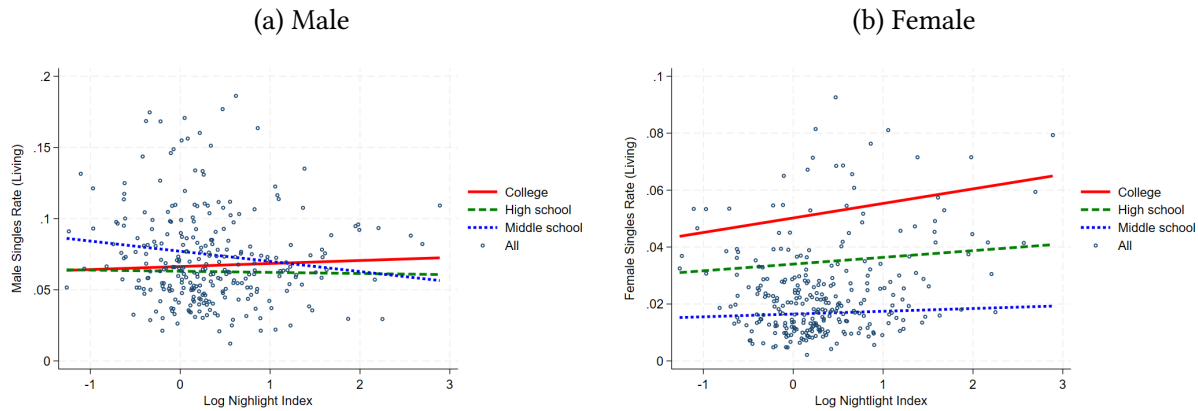 (a) Male
.2
.15
.1
.05
0
-1
0
1
2
3
Male Singles Rate (Living)
Log Nighlight Index
College
High school
Middle school
All
(b) Female
.1
.08
.06
.04
.02
0
-1
0
1
2
3
Female Singles Rate (Living)
Log Nightlight Index
College
High school
Middle school
All